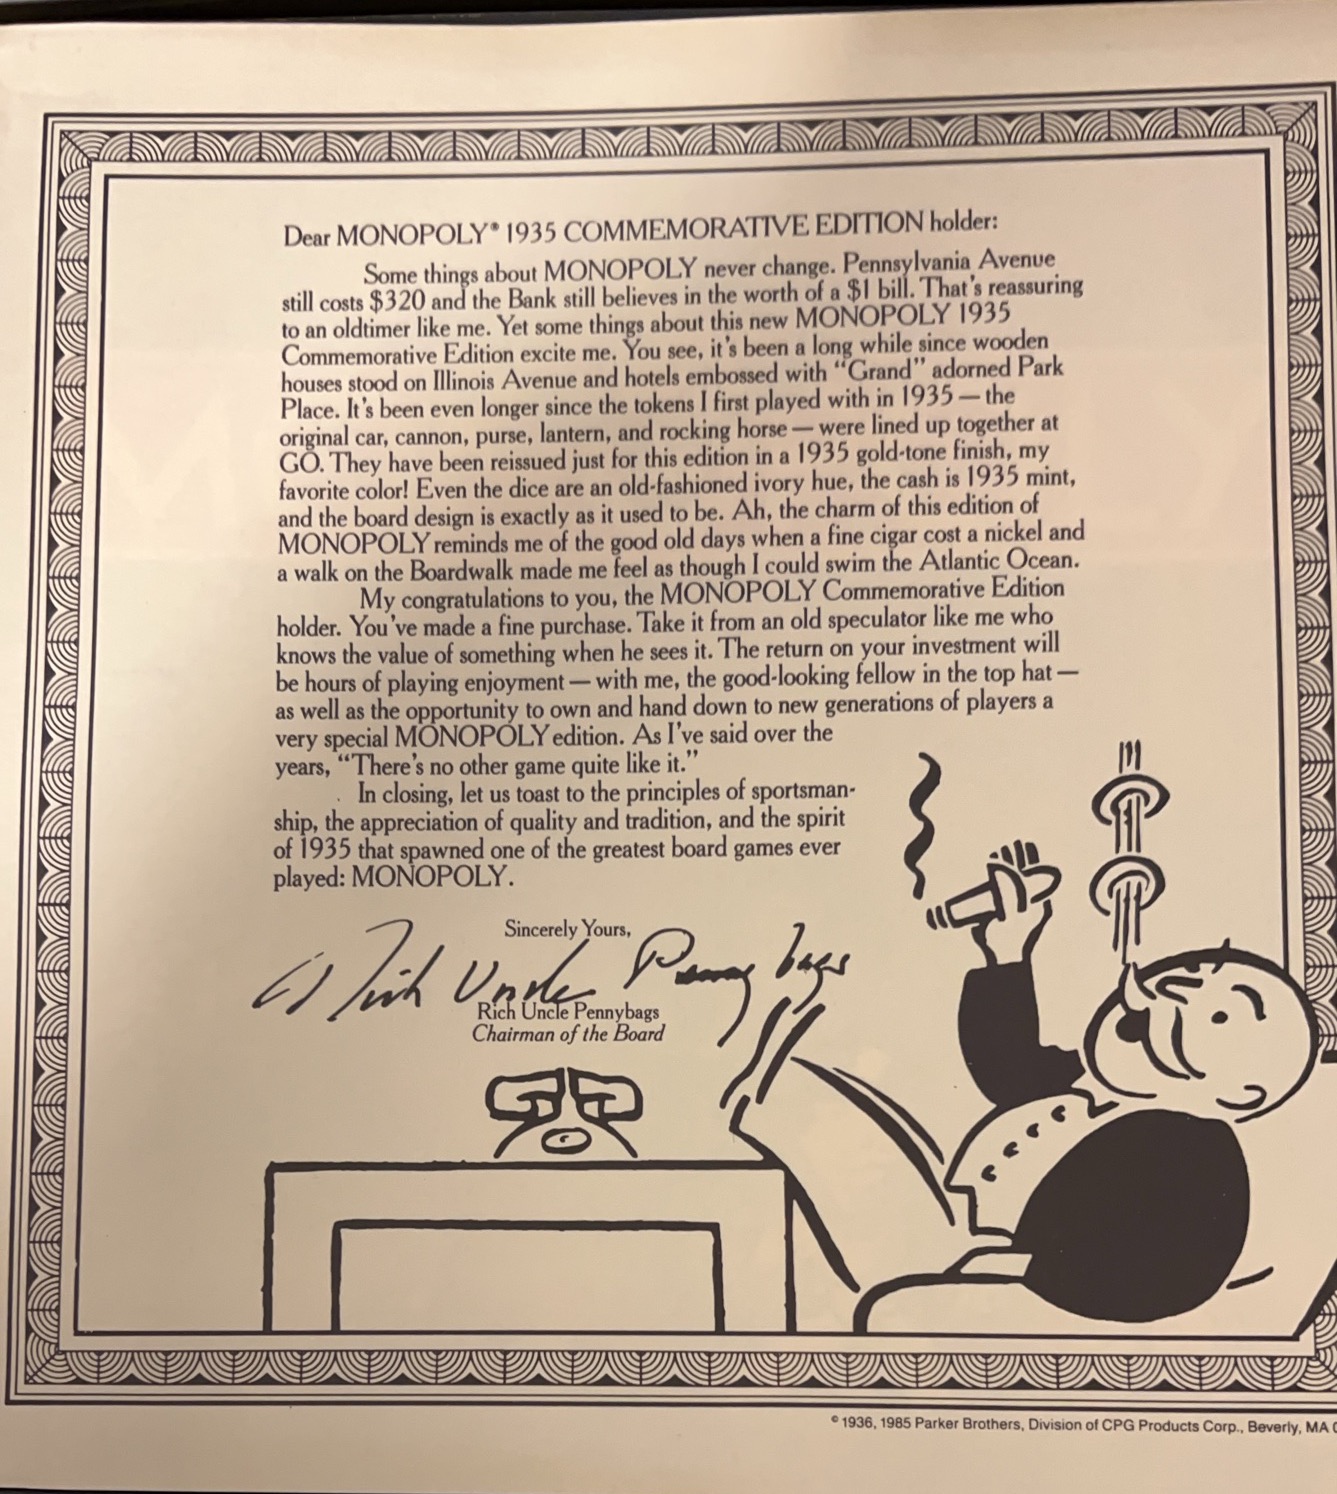 Dear MONOPOLY® 1935 COMMEMORATIVE EDITION holder:
Some things about MONOPOLY never change. Pennsylvania Avenue
still costs $320 and the Bank still believes in the worth of a $1 bill. That's reassuring
to an oldtimer like me. Yet some things about this new MONOPOLY 1935
Commemorative Edition excite me. You see, it's been a long while since wooden
houses stood on Illinois Avenue and hotels embossed with "Grand" adorned Park
Place. It's been even longer since the tokens I first played with in 1935 — the
original car, cannon, purse, lantern, and rocking horse — were lined up together at
GO. They have been reissued just for this edition in a 1935 gold-tone finish, my
favorite color! Even the dice are an old-fashioned ivory hue, the cash is 1935 mint,
and the board design is exactly as it used to be. Ah, the charm of this edition of
MONOPOLY reminds me of the good old days when a fine cigar cost a nickel and
a walk on the Boardwalk made me feel as though I could swim the Atlantic Ocean.
My congratulations to you, the MONOPOLY Commemorative Edition
holder. You've made a fine purchase. Take it from an old speculator like me who
knows the value of something when he sees it. The return on your investment will
be hours of playing enjoyment — with me, the good-looking fellow in the top hat —
as well as the opportunity to own and hand down to new generations of players a
very special MONOPOLY edition. As I've said over the
years, "There's no other game quite like it."
In closing, let us toast to the principles of sportsman-
ship, the appreciation of quality and tradition, and the spirit
of 1935 that spawned one of the greatest board games ever
played: MONOPOLY.
Sincerely Yours,
Rich Uncle Pennybags
Rich Uncle Pennybags
Chairman of the Board
© 1936, 1985 Parker Brothers, Division of CPG Products Corp., Beverly, MA